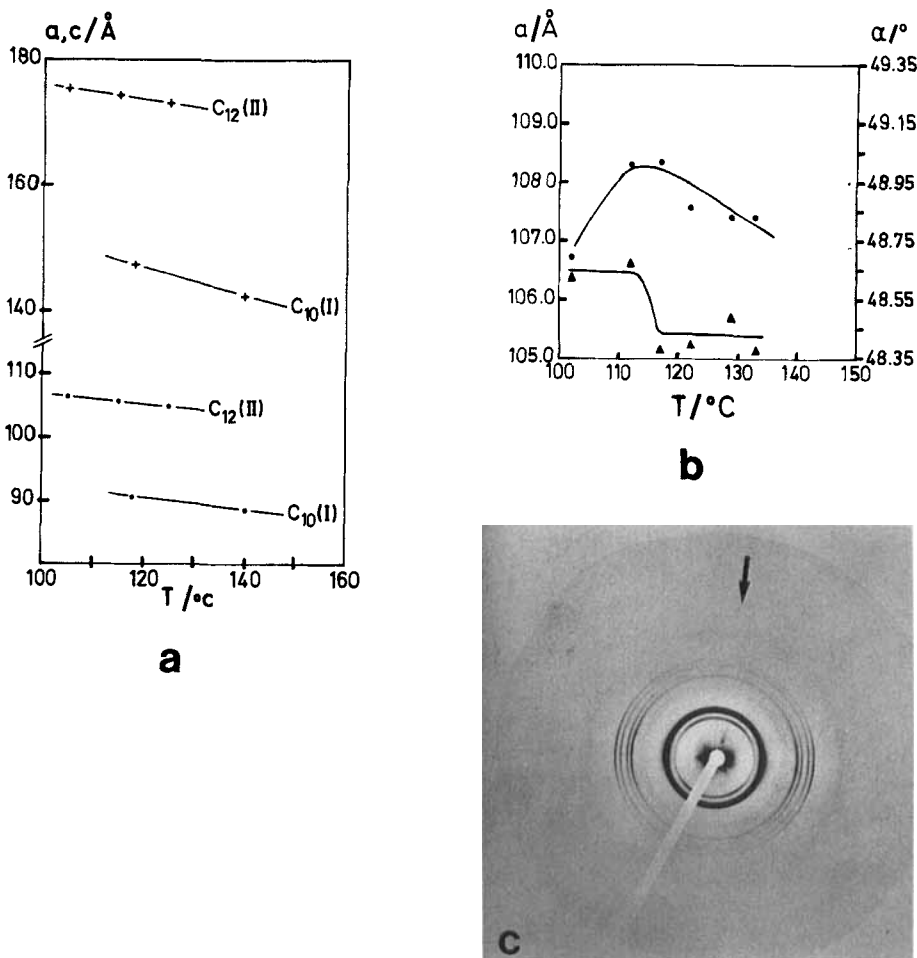 a,c/Å
180
160
140
110
100
90
C₁₂(II)
C₁₀(I)
C₁₂(II)
C₁₀(I)
100 120 140 160
T/°c
a
a/Å
α/°
110.0
109.0
108.0
107.0
106.0
105.0
49.35
49.15
48.95
48.75
48.55
48.35
100 110 120 130 140 150
T/°C
b
c